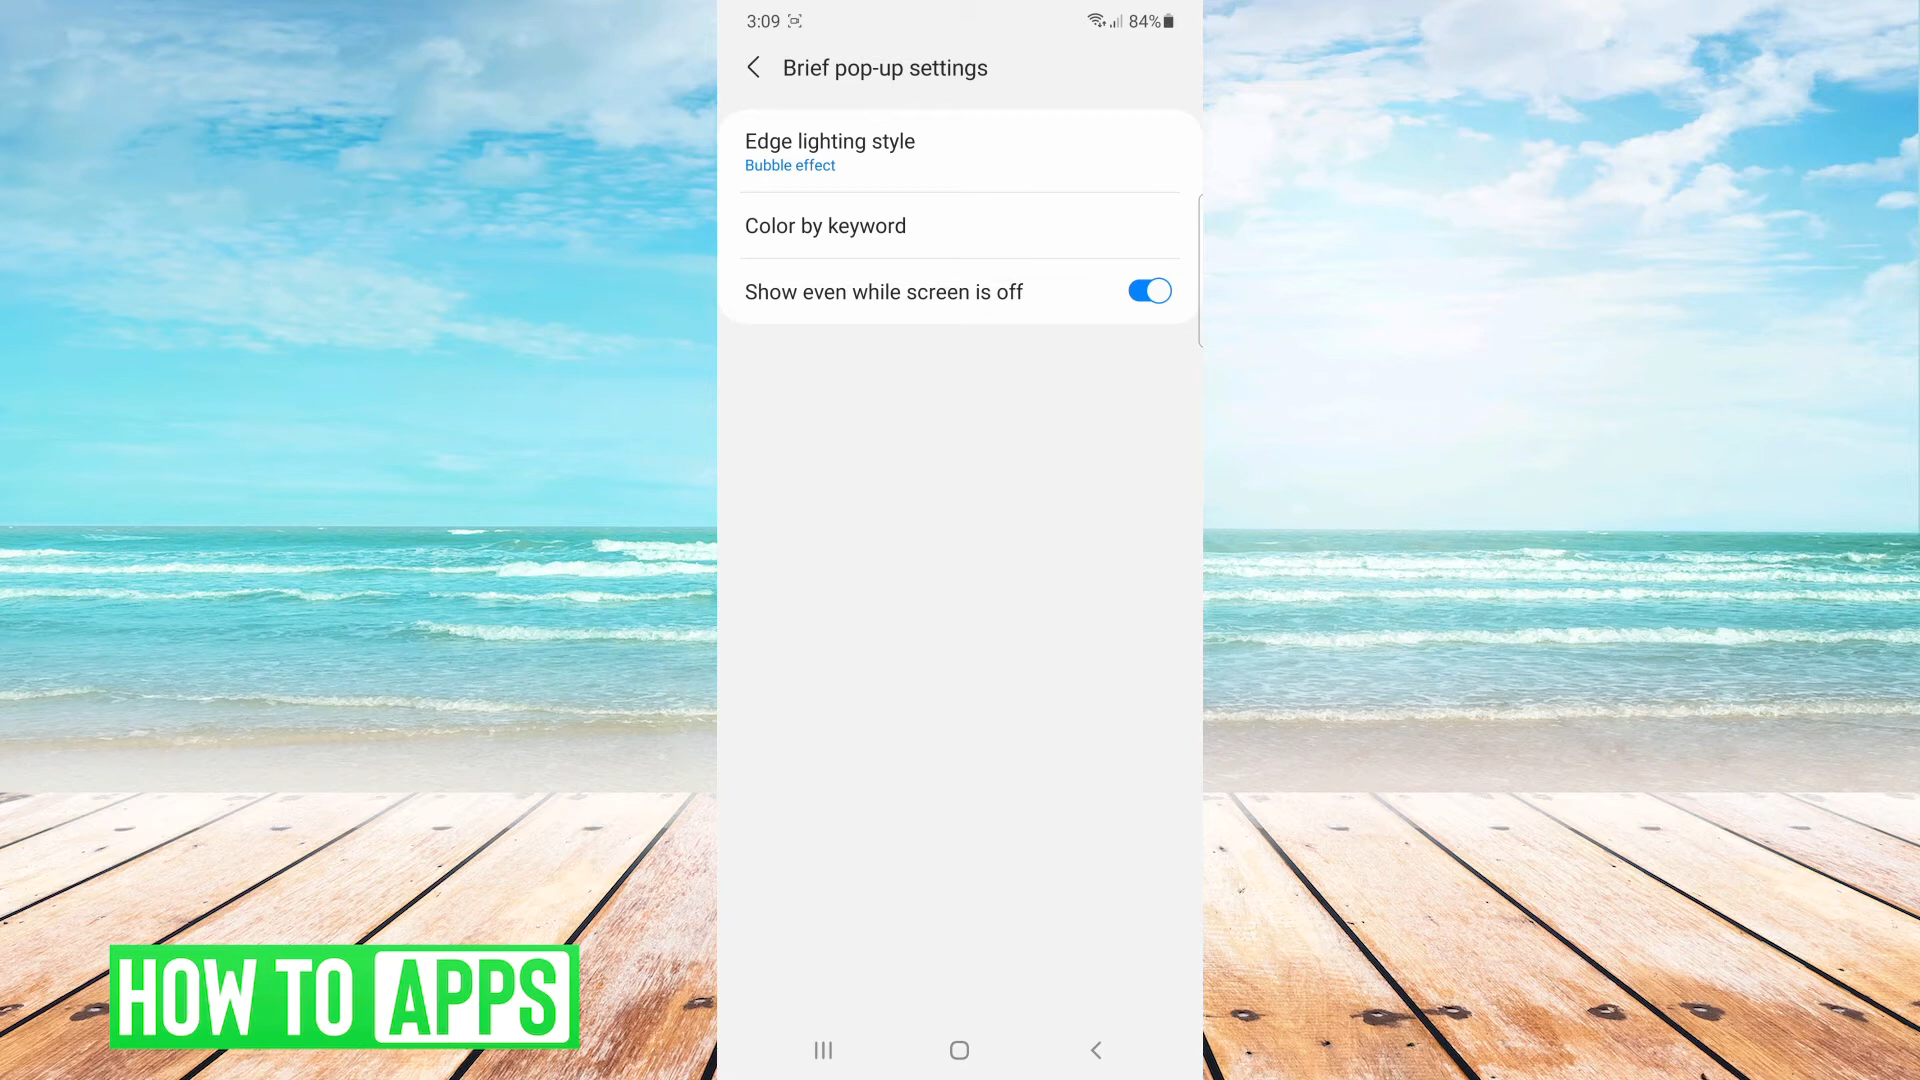 3:09
84%
Brief pop-up settings
Edge lighting style
Bubble effect
Color by keyword
Show even while screen is off
HOW TO APPS